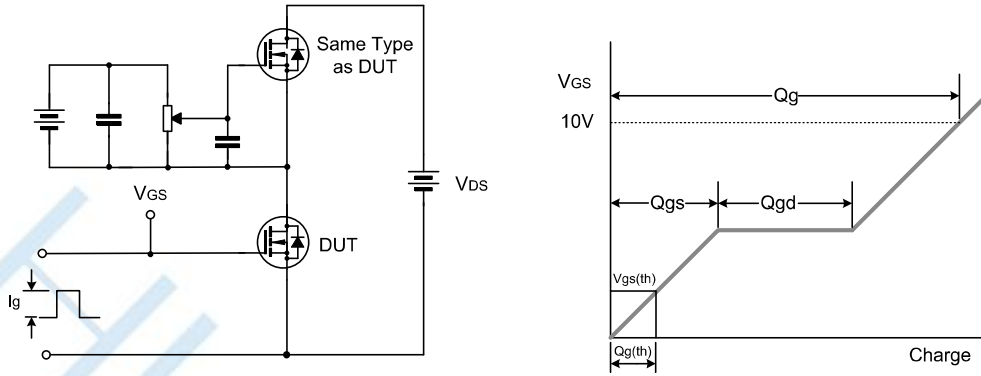 Same Type
as DUT
VGS
VDS
DUT
Ig
VGS
10V
Qg
Qgs
Qgd
Vgs(th)
Qg(th)
Charge